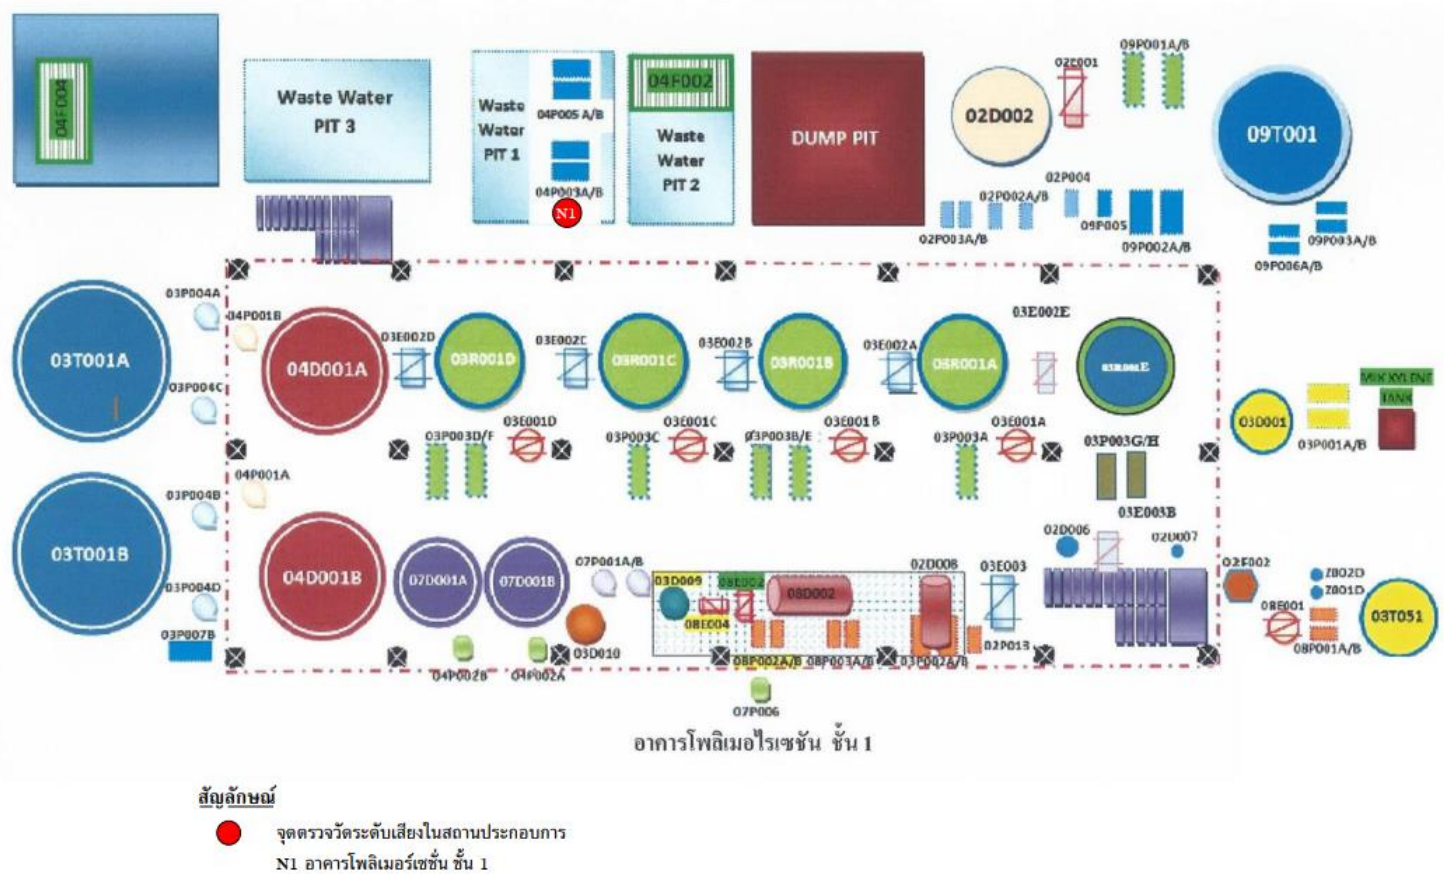 04F004
Waste Water
PIT 3
Waste
Water
PIT 1
04P005 A/B
04P003A/B
N1
04F002
Waste
Water
PIT 2
DUMP PIT
02D002
02E001
09P001A/B
09T001
02P004
02P002A/B
02P003A/B
09P005
09P002A/B
09P003A/B
09P006A/B
03T001A
03P004A
04P001B
03P004C
04D001A
03E002D
03R001D
03E002C
03R001C
03E002B
03R001B
03E002A
03R001A
03E002E
03R001E
MIX XYLENE
TANK
03D001
03P001A/B
03P003D/F
03E001D
03P003C
03E001C
03P003B/E
03E001B
03P003A
03E001A
03P003G/H
03E003B
04P001A
03T001B
03P004B
03P004D
03P007B
04D001B
07D001A
07D001B
07P001A/B
03D009
08E002
08E004
08D002
02D008
03E003
02D006
02D007
02F002
Z002D
Z001D
08E001
03T051
08P001A/B
03D010
04P002B
04P002A
08P002A/B
08P003A/B
03P002A/B
02P013
07P006
อาคารโพลิเมอไรเซชัน ชั้น 1
สัญลักษณ์
จุดตรวจวัดระดับเสียงในสถานประกอบการ
N1 อาคารโพลิเมอร์เซชั่น ชั้น 1